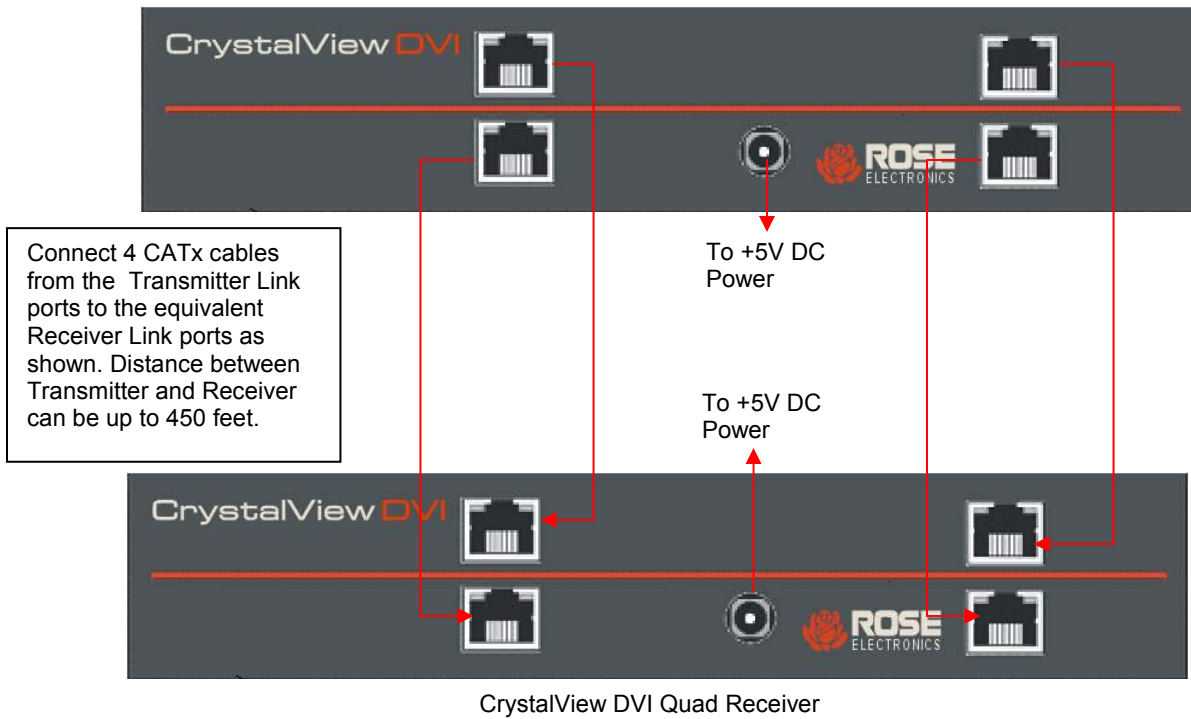 CrystalView DVI
ROSE
ELECTRONICS
Connect 4 CATx cables
from the Transmitter Link
ports to the equivalent
Receiver Link ports as
shown. Distance between
Transmitter and Receiver
can be up to 450 feet.
To +5V DC
Power
To +5V DC
Power
CrystalView DVI
ROSE
ELECTRONICS
CrystalView DVI Quad Receiver